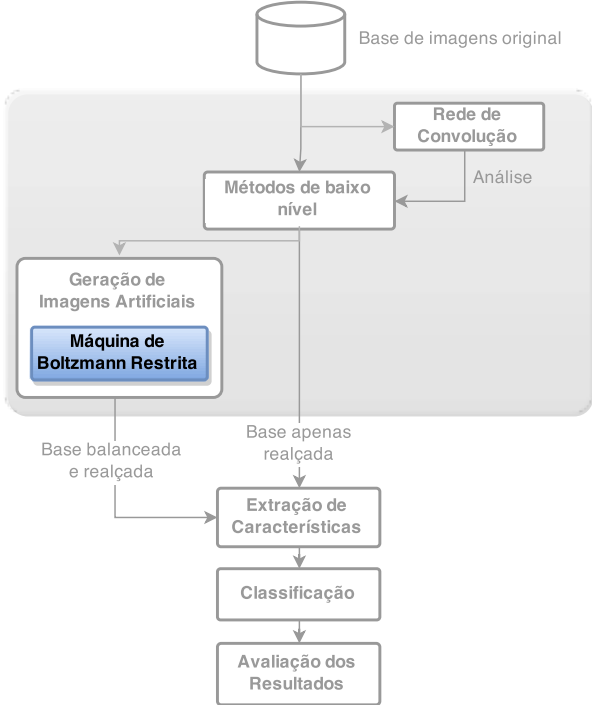 Base de imagens original
Rede de
Convolução
Análise
Métodos de baixo
nível
Geração de
Imagens Artificiais
Máquina de
Boltzmann Restrita
Base balanceada
e realçada
Base apenas
realçada
Extração de
Características
Classificação
Avaliação dos
Resultados